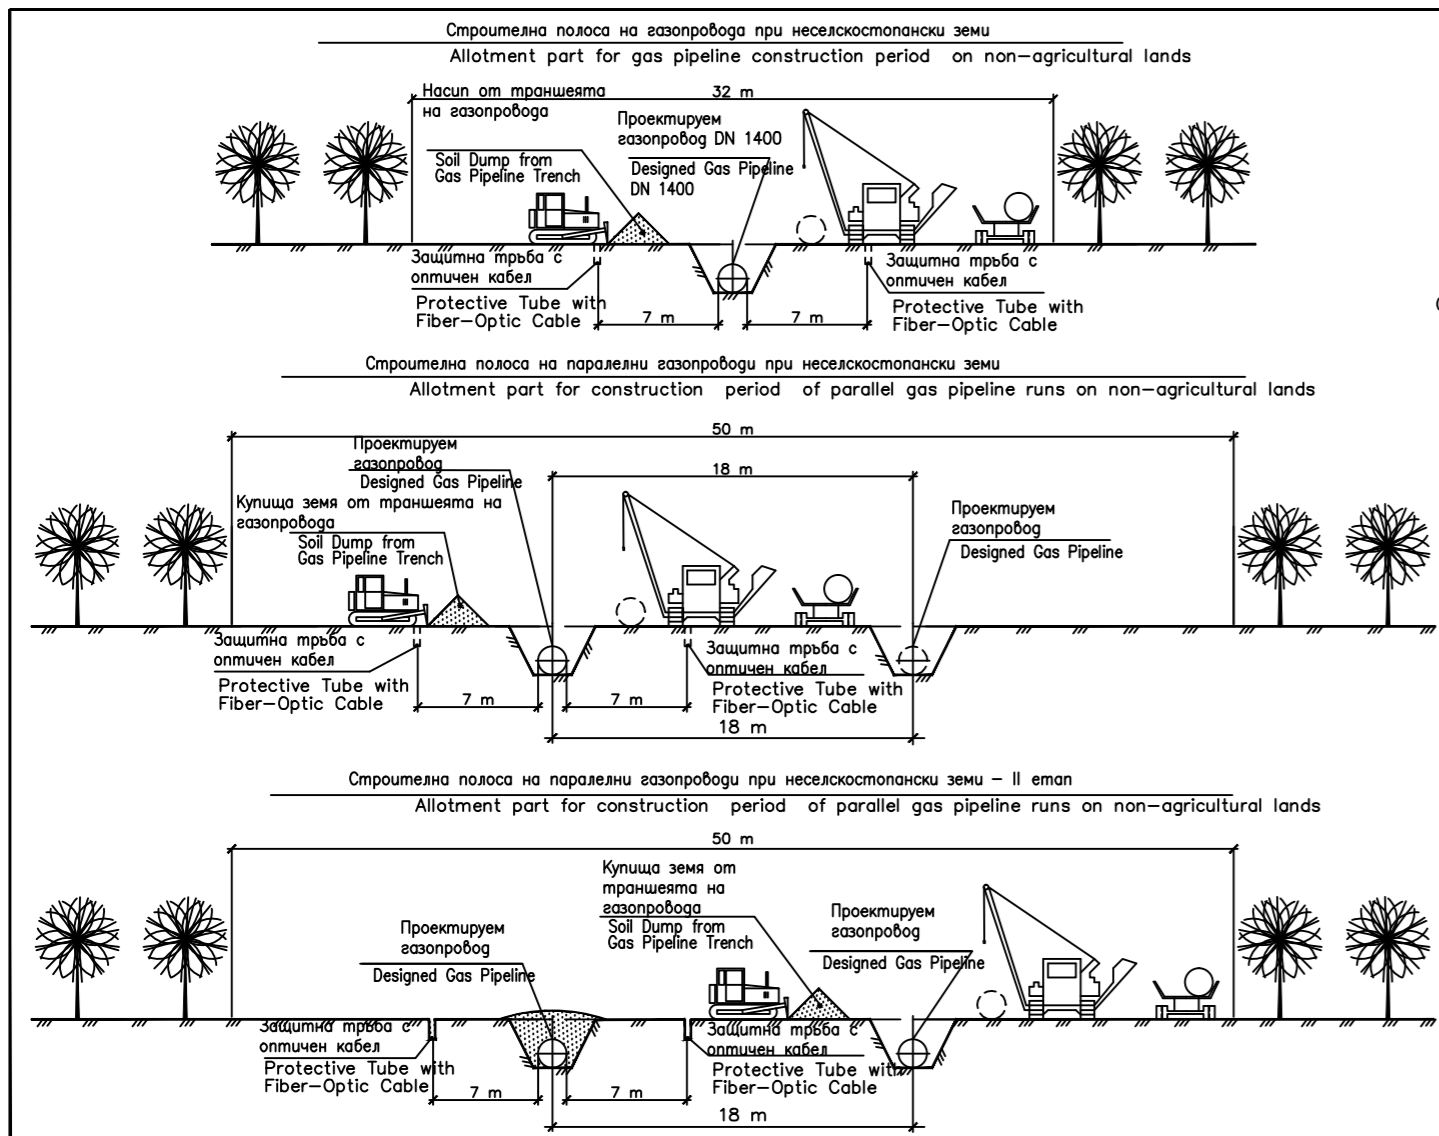 Строителна полоса на газопровода при неселскостопански земи
Allotment part for gas pipeline construction period on non-agricultural lands
32 m
Насип от траншеята
на газопровода
Soil Dump from
Gas Pipeline Trench
Проектируем
газопровод DN 1400
Designed Gas Pipeline
DN 1400
Защитна тръба с
оптичен кабел
Protective Tube with
Fiber-Optic Cable
7 m
7 m
Защитна тръба с
оптичен кабел
Protective Tube with
Fiber-Optic Cable
Строителна полоса на паралелни газопроводи при неселскостопански земи
Allotment part for construction period of parallel gas pipeline runs on non-agricultural lands
50 m
Проектируем
газопровод
Designed Gas Pipeline
18 m
Купища земя от траншеята на
газопровода
Soil Dump from
Gas Pipeline Trench
Проектируем
газопровод
Designed Gas Pipeline
Защитна тръба с
оптичен кабел
Protective Tube with
Fiber-Optic Cable
7 m
7 m
Защитна тръба с
оптичен кабел
Protective Tube with
Fiber-Optic Cable
18 m
Строителна полоса на паралелни газопроводи при неселскостопански земи - II етап
Allotment part for construction period of parallel gas pipeline runs on non-agricultural lands
50 m
Проектируем
газопровод
Designed Gas Pipeline
Купища земя от
траншеята на
газопровода
Soil Dump from
Gas Pipeline Trench
Проектируем
газопровод
Designed Gas Pipeline
Защитна тръба с
оптичен кабел
Protective Tube with
Fiber-Optic Cable
7 m
7 m
Защитна тръба с
оптичен кабел
Protective Tube with
Fiber-Optic Cable
18 m